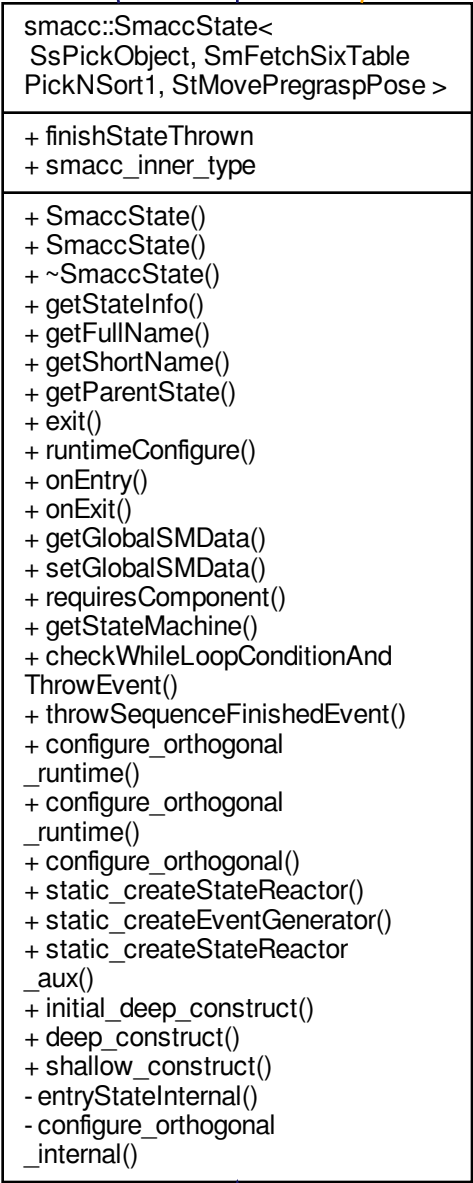 smacc::SmaccState<
SsPickObject, SmFetchSixTable
PickNSort1, StMovePregraspPose >
+ finishStateThrown
+ smacc_inner_type
+ SmaccState()
+ SmaccState()
+ ~SmaccState()
+ getStateInfo()
+ getFullName()
+ getShortName()
+ getParentState()
+ exit()
+ runtimeConfigure()
+ onEntry()
+ onExit()
+ getGlobalSMData()
+ setGlobalSMData()
+ requiresComponent()
+ getStateMachine()
+ checkWhileLoopConditionAnd
ThrowEvent()
+ throwSequenceFinishedEvent()
+ configure_orthogonal
_runtime()
+ configure_orthogonal
_runtime()
+ configure_orthogonal()
+ static_createStateReactor()
+ static_createEventGenerator()
+ static_createStateReactor
_aux()
+ initial_deep_construct()
+ deep_construct()
+ shallow_construct()
- entryStateInternal()
- configure_orthogonal
_internal()